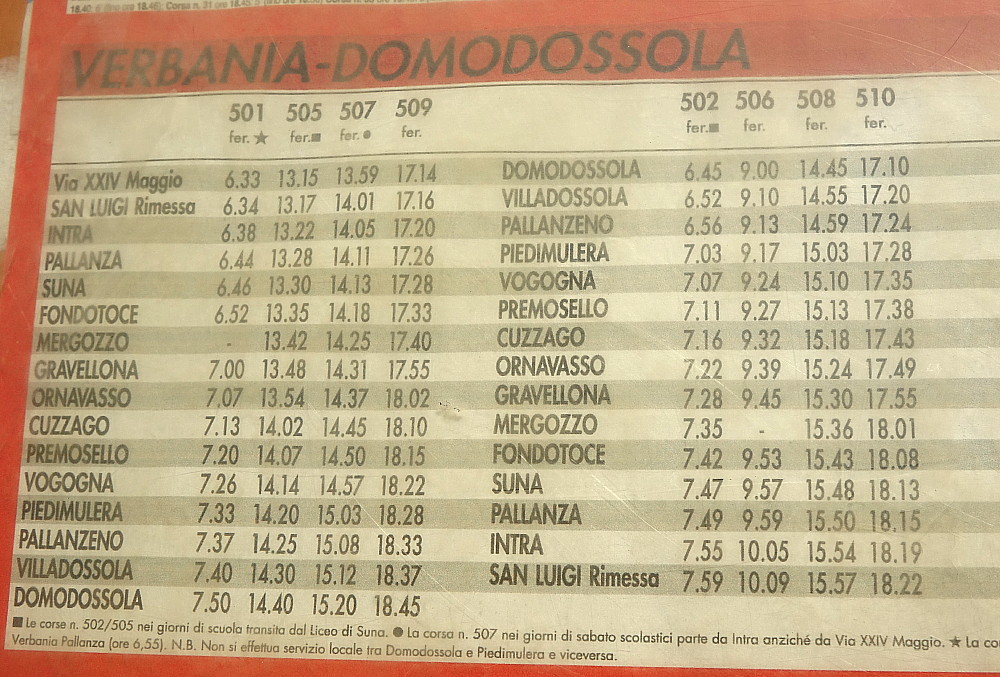 VERBANIA-DOMODOSSOLA
501 505 507 509 502 506 508 510
fer. ★ fer. ■ fer. ● fer. fer. ■ fer. fer. fer.
Via XXIV Maggio 6.33 13.15 13.59 17.14 DOMODOSSOLA 6.45 9.00 14.45 17.10
SAN LUIGI Rimessa 6.34 13.17 14.01 17.16 VILLADOSSOLA 6.52 9.10 14.55 17.20
INTRA 6.38 13.22 14.05 17.20 PALLANZENO 6.56 9.13 14.59 17.24
PALLANZA 6.44 13.28 14.11 17.26 PIEDIMULERA 7.03 9.17 15.03 17.28
SUNA 6.46 13.30 14.13 17.28 VOGOGNA 7.07 9.24 15.10 17.35
FONDOTOCE 6.52 13.35 14.18 17.33 PREMOSELLO 7.11 9.27 15.13 17.38
MERGOZZO - 13.42 14.25 17.40 CUZZAGO 7.16 9.32 15.18 17.43
GRAVELLONA 7.00 13.48 14.31 17.55 ORNAVASSO 7.22 9.39 15.24 17.49
ORNAVASSO 7.07 13.54 14.37 18.02 GRAVELLONA 7.28 9.45 15.30 17.55
CUZZAGO 7.13 14.02 14.45 18.10 MERGOZZO 7.35 - 15.36 18.01
PREMOSELLO 7.20 14.07 14.50 18.15 FONDOTOCE 7.42 9.53 15.43 18.08
VOGOGNA 7.26 14.14 14.57 18.22 SUNA 7.47 9.57 15.48 18.13
PIEDIMULERA 7.33 14.20 15.03 18.28 PALLANZA 7.49 9.59 15.50 18.15
PALLANZENO 7.37 14.25 15.08 18.33 INTRA 7.55 10.05 15.54 18.19
VILLADOSSOLA 7.40 14.30 15.12 18.37 SAN LUIGI Rimessa 7.59 10.09 15.57 18.22
DOMODOSSOLA 7.50 14.40 15.20 18.45
■ Le corse n. 502/505 nei giorni di scuola transita dal Liceo di Suna. ● La corsa n. 507 nei giorni di sabato scolastici parte da Intra anziché da Via XXIV Maggio. ★ La
Verbania Pallanza (ore 6,55). N.B. Non si effettua servizio locale tra Domodossola e Piedimulera e viceversa.